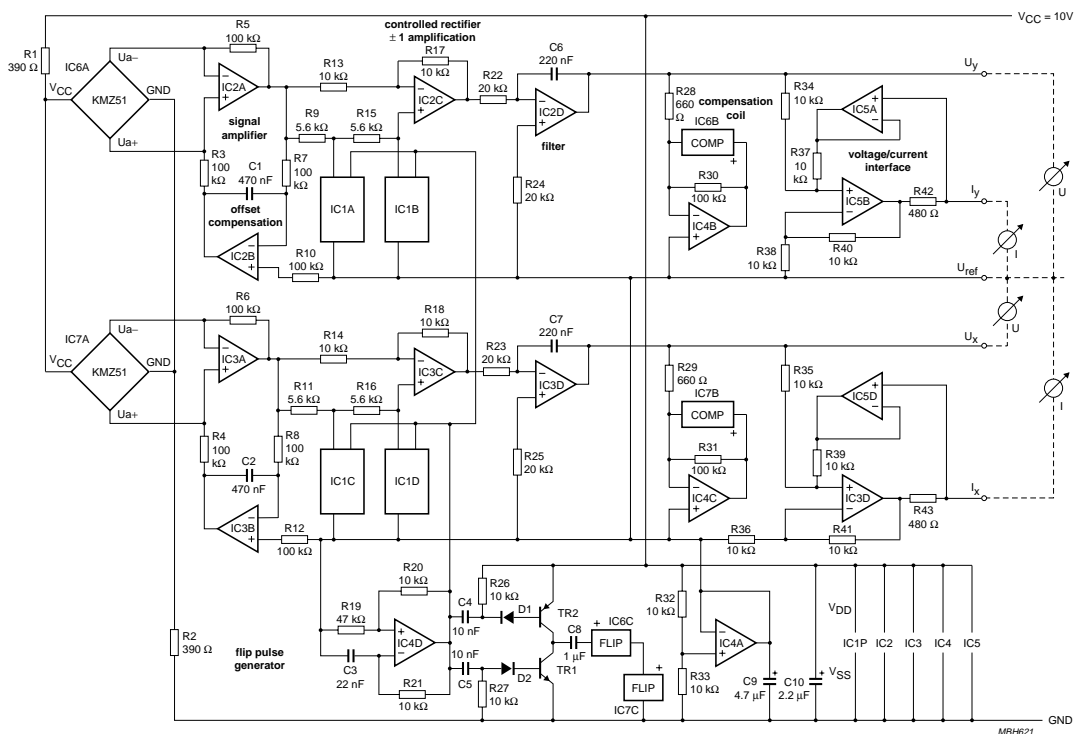 VCC = 10V
R1
390 Ω
IC6A
Ua−
VCC
KMZ51
GND
Ua+
R5
100 kΩ
IC2A
signal
amplifier
R3
100
kΩ
C1
470 nF
R7
100
kΩ
offset
compensation
IC2B
R10
100 kΩ
R13
10 kΩ
R9
5.6 kΩ
R15
5.6 kΩ
IC1A
IC1B
controlled rectifier
± 1 amplification
R17
10 kΩ
IC2C
R22
20 kΩ
C6
220 nF
IC2D
filter
R24
20 kΩ
R28
660
Ω
compensation
coil
IC6B
COMP
+
R30
100 kΩ
IC4B
R34
10 kΩ
IC5A
R37
10
kΩ
voltage/current
interface
IC5B
R42
480 Ω
R38
10 kΩ
R40
10 kΩ
Uy
Iy
Uref
U
I
R6
100 kΩ
IC7A
Ua−
VCC
KMZ51
GND
Ua+
IC3A
R4
100
kΩ
C2
470 nF
R8
100
kΩ
IC3B
R12
100 kΩ
R14
10 kΩ
R11
5.6 kΩ
R16
5.6 kΩ
IC1C
IC1D
R18
10 kΩ
IC3C
R23
20 kΩ
C7
220 nF
IC3D
R25
20 kΩ
R29
660 Ω
IC7B
COMP
+
R31
100 kΩ
IC4C
R35
10 kΩ
IC5D
R39
10 kΩ
IC3D
R43
480 Ω
R36
10 kΩ
R41
10 kΩ
Ux
Ix
U
I
R2
390 Ω
flip pulse
generator
R19
47 kΩ
R20
10 kΩ
IC4D
C3
22 nF
R21
10 kΩ
C4
10 nF
10 nF
C5
R26
10 kΩ
D1
D2
R27
10 kΩ
TR2
TR1
C8
1 µF
+
IC6C
FLIP
+
FLIP
IC7C
R32
10 kΩ
IC4A
R33
10 kΩ
C9
4.7 µF
+
C10
2.2 µF
+
VDD
IC1P
VSS
IC2
IC3
IC4
IC5
GND
MBH621